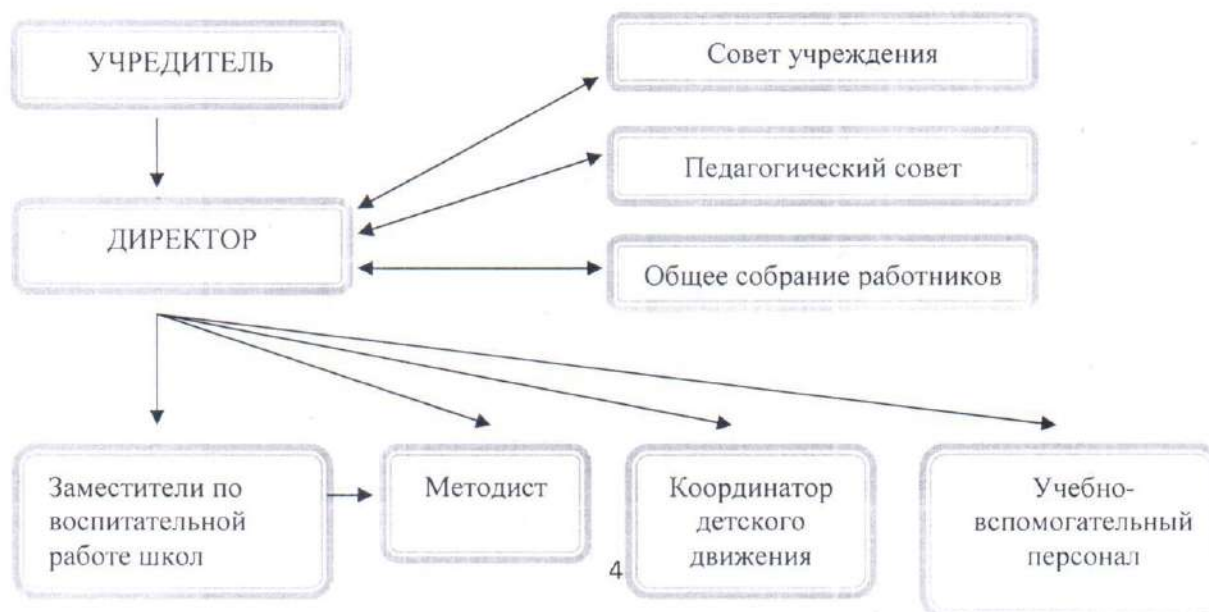 УЧРЕДИТЕЛЬ
Совет учреждения
Педагогический совет
ДИРЕКТОР
Общее собрание работников
Заместители по
воспитательной
работе школ
Методист
Координатор
детского
движения
Учебно-
вспомогательный
персонал
4